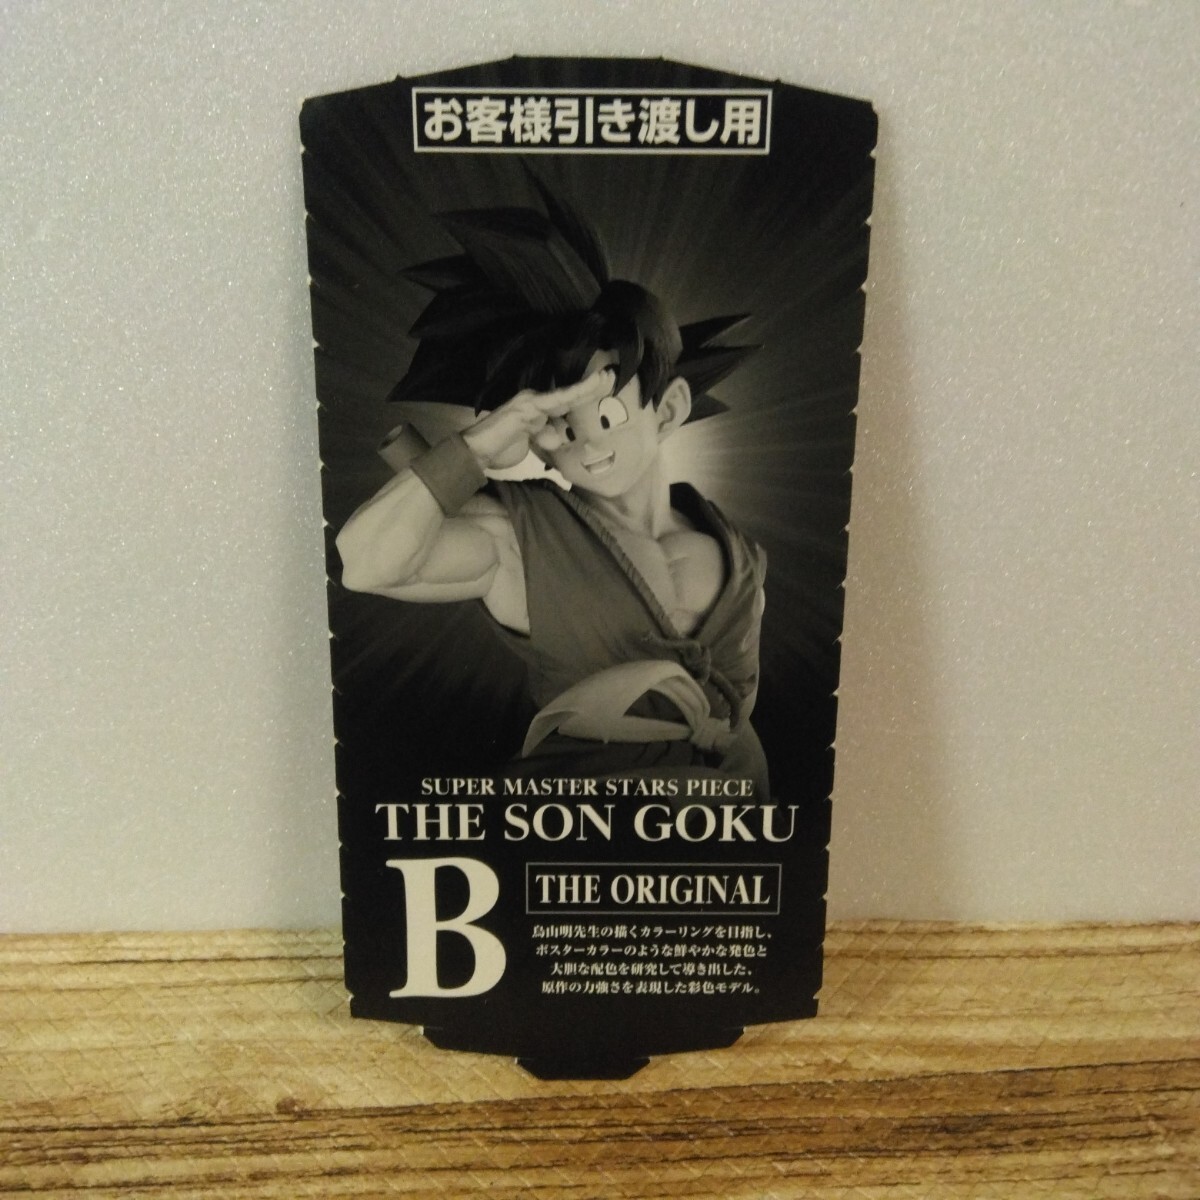 お客様引き渡し用
SUPER MASTER STARS PIECE
THE SON GOKU
B
THE ORIGINAL
鳥山明先生の描くカラーリングを目指し、
ポスターカラーのような鮮やかな発色と
大胆な配色を研究して導き出した、
原作の力強さを表現した彩色モデル。